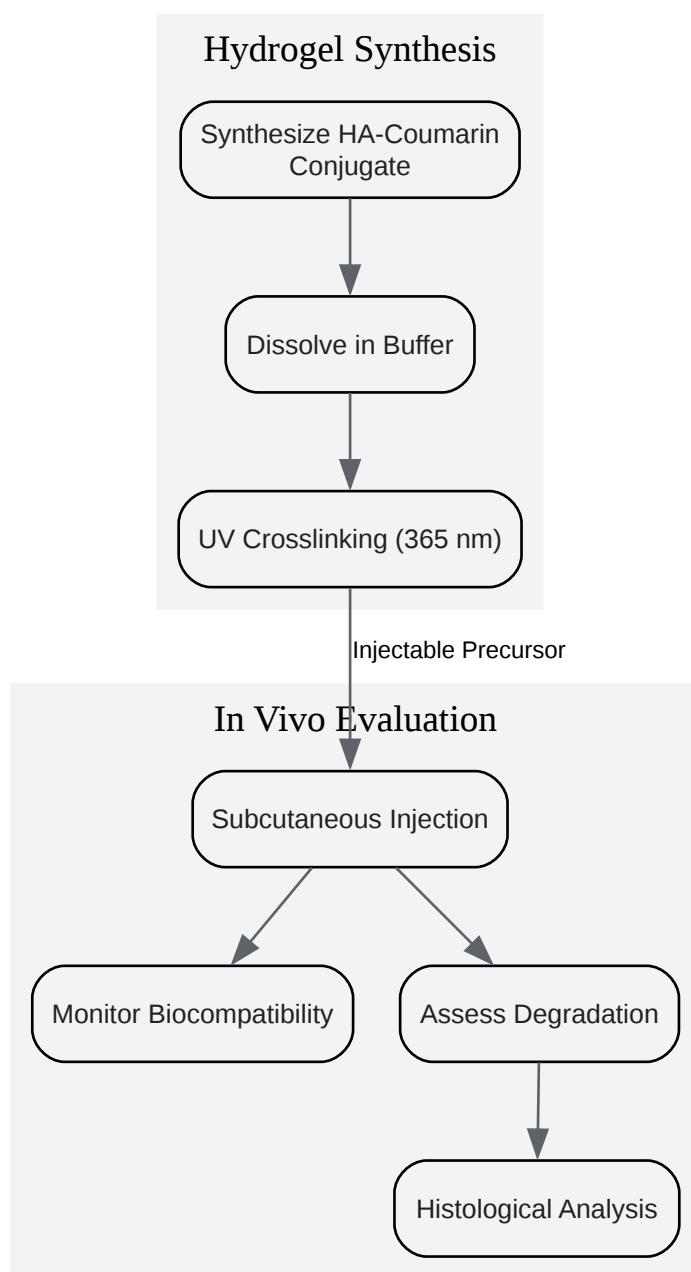 Hydrogel Synthesis
Synthesize HA-Coumarin
Conjugate
Dissolve in Buffer
UV Crosslinking (365 nm)
Injectable Precursor
In Vivo Evaluation
Subcutaneous Injection
Monitor Biocompatibility
Assess Degradation
Histological Analysis